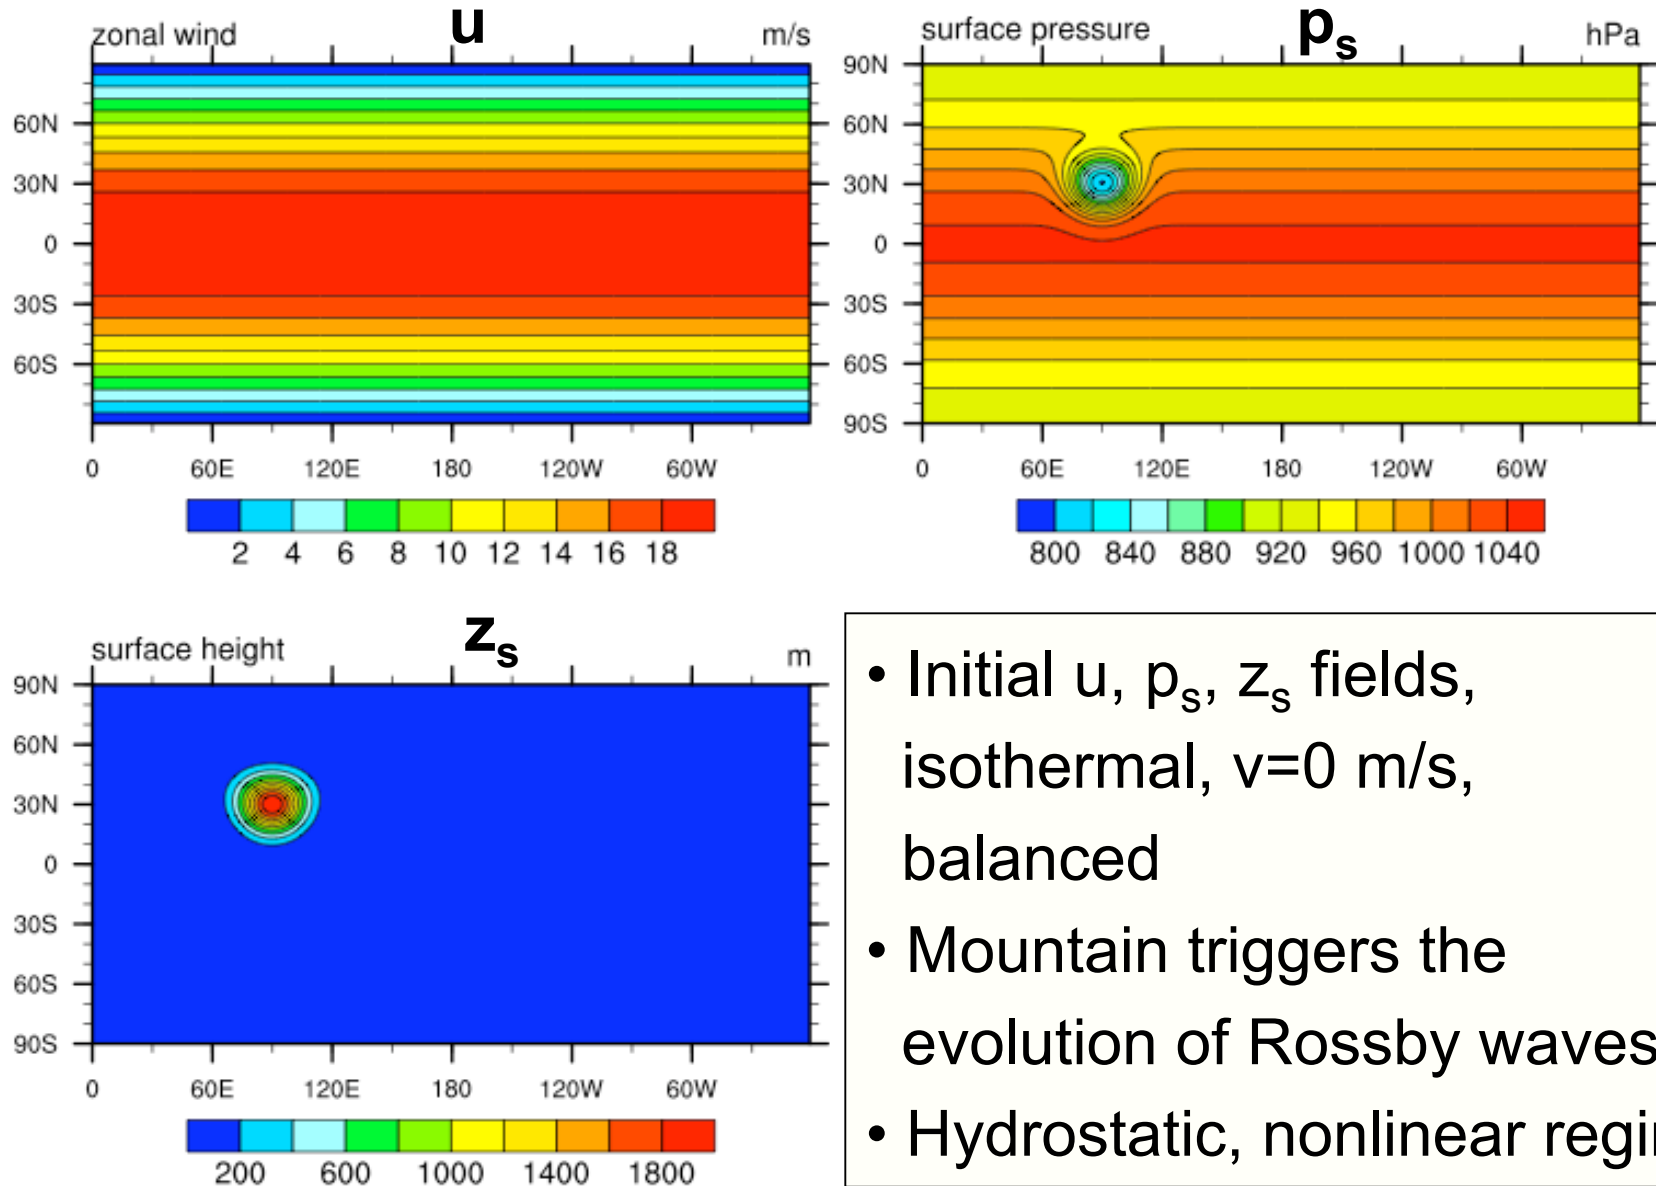 u
zonal wind m/s
60N
30N
0
30S
60S
0 60E 120E 180 120W 60W
2 4 6 8 10 12 14 16 18
pₛ
surface pressure hPa
90N
60N
30N
0
30S
60S
90S
0 60E 120E 180 120W 60W
800 840 880 920 960 1000 1040
zₛ
surface height m
90N
60N
30N
0
30S
60S
90S
0 60E 120E 180 120W 60W
200 600 1000 1400 1800
• Initial u, pₛ, zₛ fields,
isothermal, v=0 m/s,
balanced
• Mountain triggers the
evolution of Rossby waves
• Hydrostatic, nonlinear